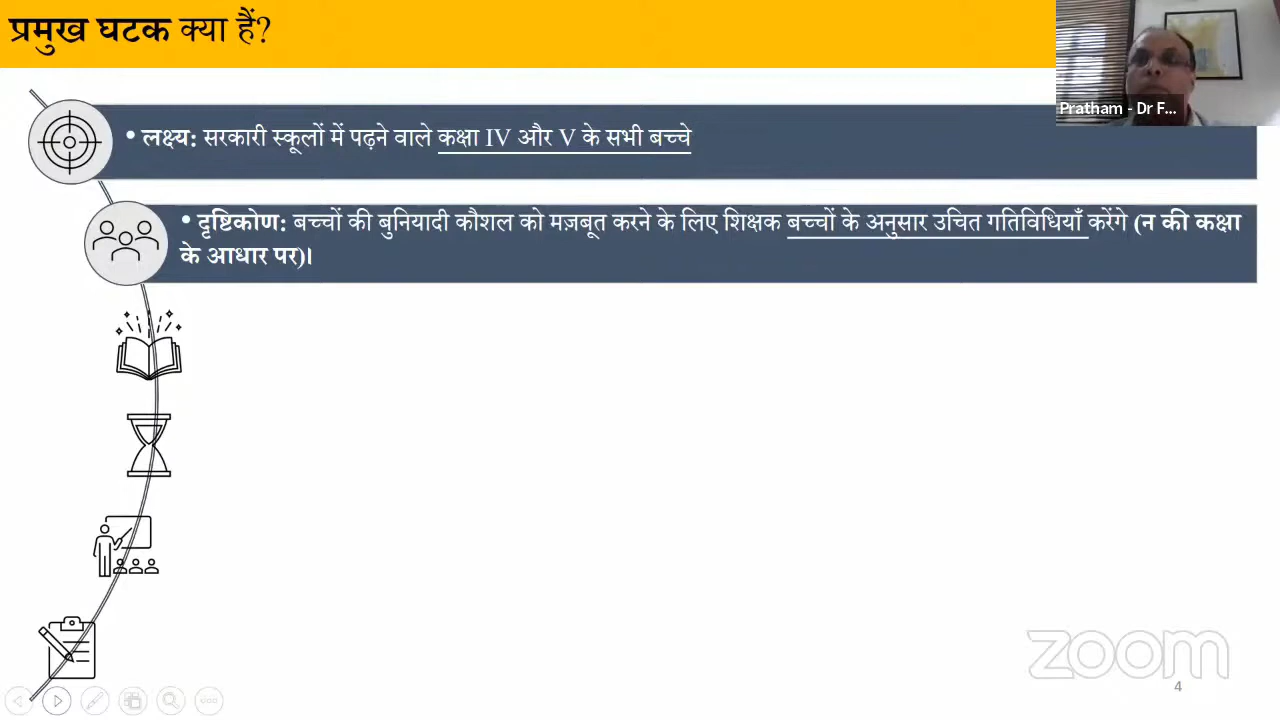 प्रमुख घटक क्या हैं?
Pratham - Dr F...
• लक्ष्य: सरकारी स्कूलों में पढ़ने वाले कक्षा IV और V के सभी बच्चे
• दृष्टिकोण: बच्चों की बुनियादी कौशल को मज़बूत करने के लिए शिक्षक बच्चों के अनुसार उचित गतिविधियाँ करेंगे (न की कक्षा
के आधार पर)।
zoom
4